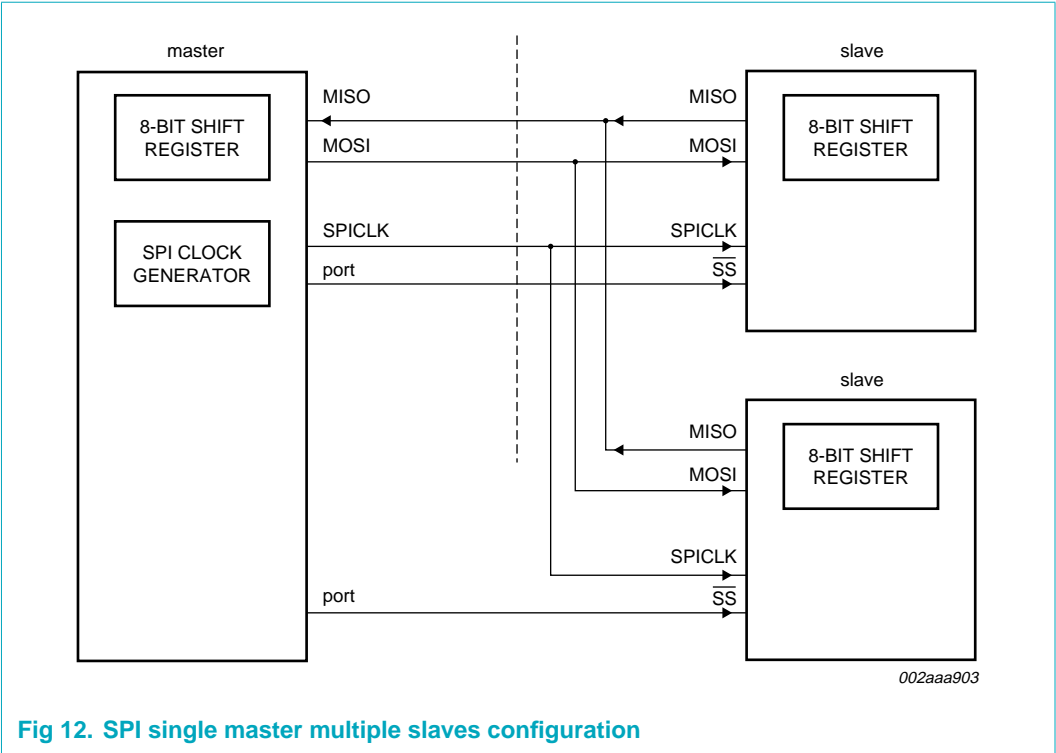 master
slave
MISO
MISO
8-BIT SHIFT
REGISTER
8-BIT SHIFT
REGISTER
MOSI
MOSI
SPICLK
SPICLK
SPI CLOCK
GENERATOR
port
S̅S̅
slave
MISO
8-BIT SHIFT
REGISTER
MOSI
SPICLK
port
S̅S̅
002aaa903
Fig 12. SPI single master multiple slaves configuration